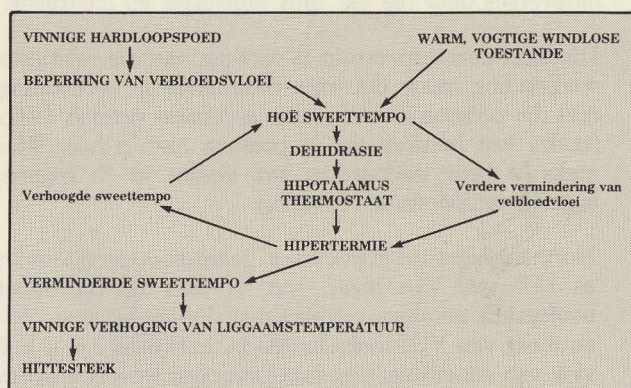 VINNIGE HARDLOOPSPOED
WARM, VOGTIGE WINDLOSE
TOESTANDE
BEPERKING VAN VEBLOEDSVLOEI
HOË SWEETTEMPO
DEHIDRASIE
HIPOTALAMUS
THERMOSTAAT
Verhoogde sweettempo
Verdere vermindering van
velbloedvloei
HIPERTERMIE
VERMINDERDE SWEETTEMPO
VINNIGE VERHOGING VAN LIGGAAMSTEMPERATUUR
HITTESTEEK